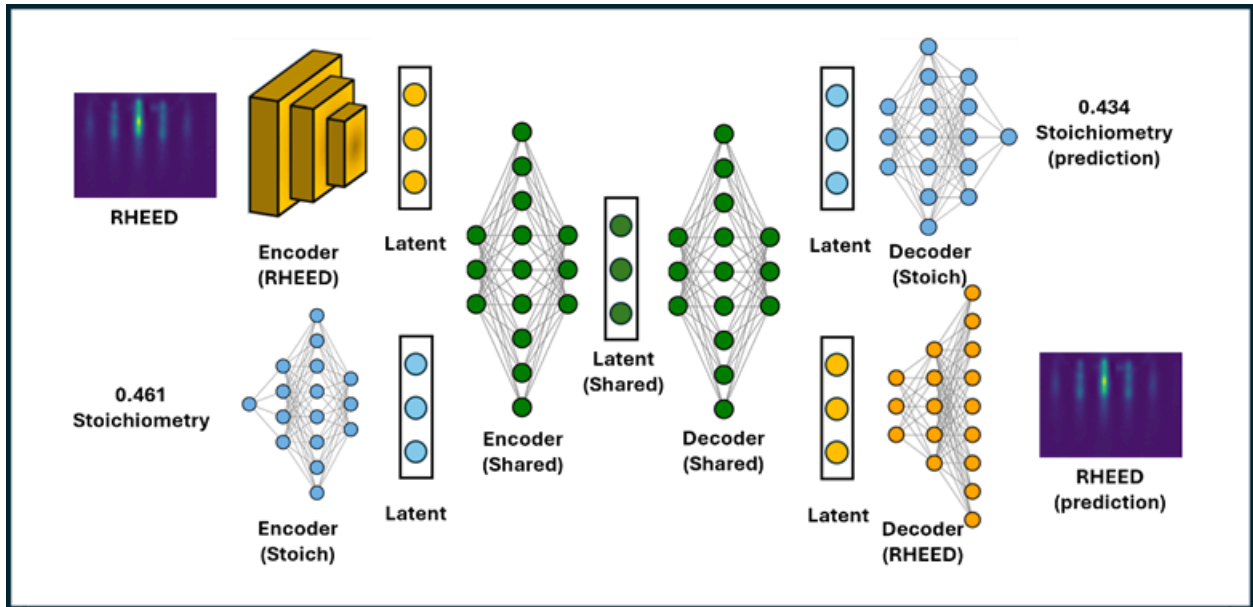 RHEED
Encoder
(RHEED)
Latent
0.461
Stoichiometry
Encoder
(Stoich)
Latent
Encoder
(Shared)
Latent
(Shared)
Decoder
(Shared)
Latent
Decoder
(Stoich)
0.434
Stoichiometry
(prediction)
Latent
Decoder
(RHEED)
RHEED
(prediction)